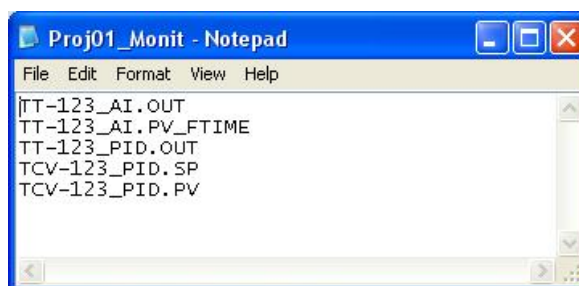 Proj01_Monit - Notepad
File Edit Format View Help
TT-123_AI.OUT
TT-123_AI.PV_FTIME
TT-123_PID.OUT
TCV-123_PID.SP
TCV-123_PID.PV